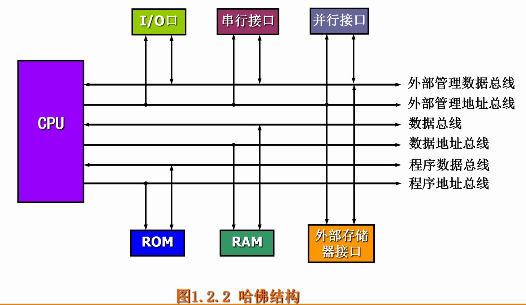 I/O口
串行接口
并行接口
CPU
外部管理数据总线
外部管理地址总线
数据总线
数据地址总线
程序数据总线
程序地址总线
ROM
RAM
外部存储
器接口
图1.2.2 哈佛结构